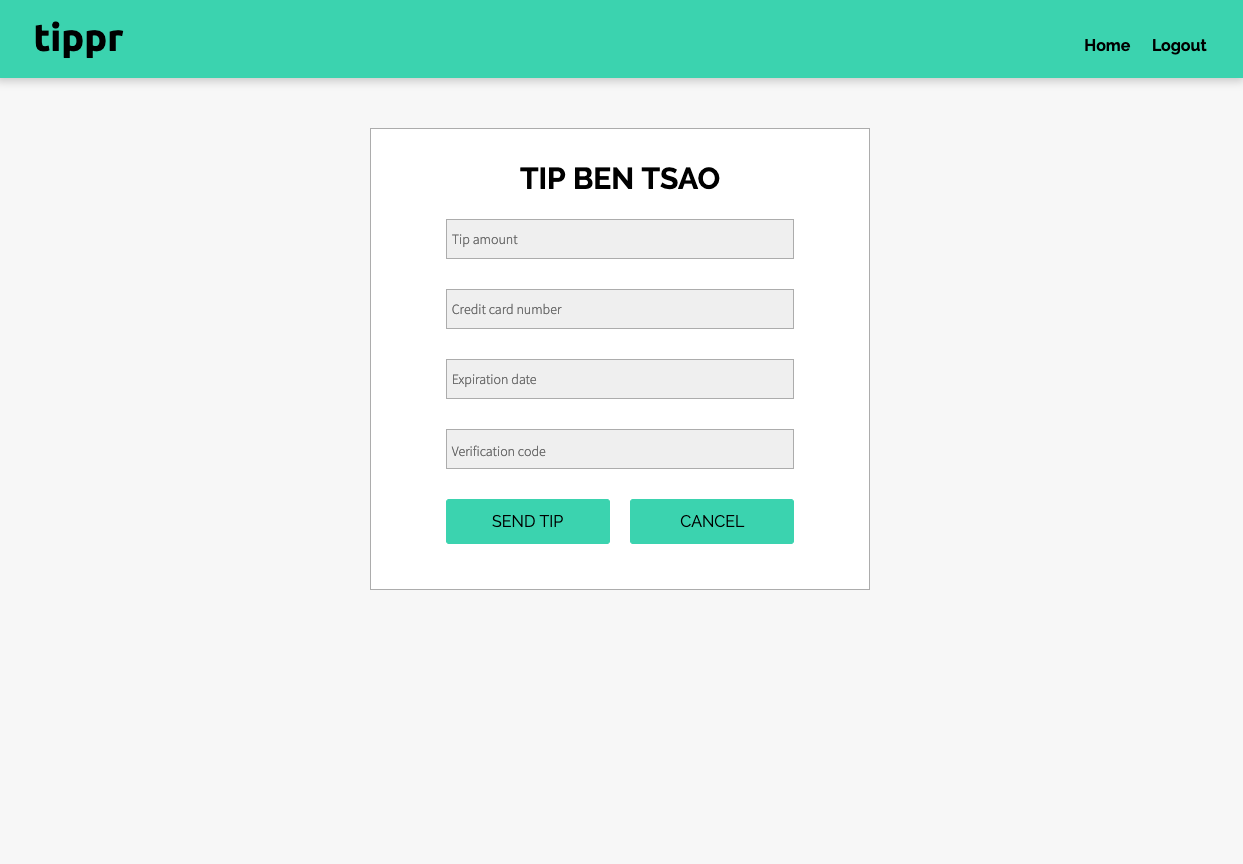 tippr
Home Logout
TIP BEN TSAO
Tip amount
Credit card number
Expiration date
Verification code
SEND TIP CANCEL